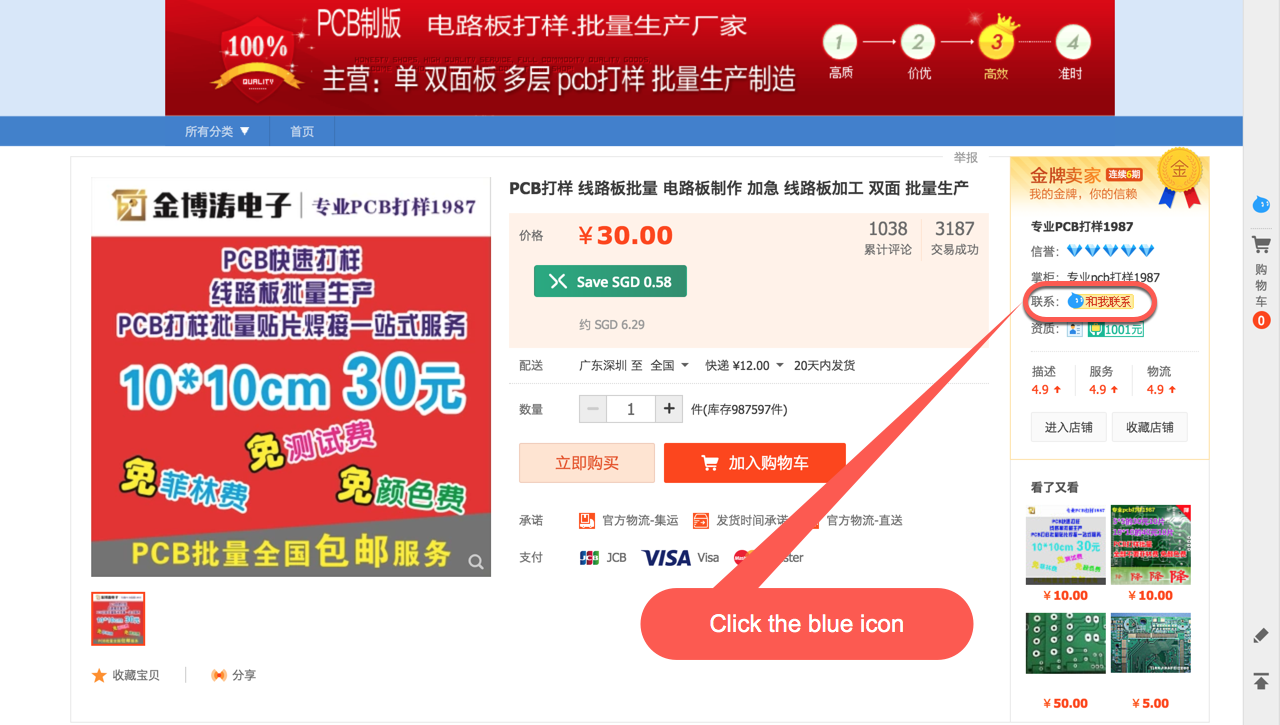 PCB制版 电路板打样.批量生产厂家
100%
QUALITY
主营：单 双面板 多层 pcb打样 批量生产制造
1 2 3 4
高质 价优 高效 准时
所有分类 ▼ 首页
举报
金博涛电子 | 专业PCB打样1987
PCB快速打样
线路板批量生产
PCB打样批量贴片焊接一站式服务
10*10cm 30元
免测试费
免菲林费
免颜色费
PCB批量全国包邮服务
收藏宝贝
分享
PCB打样 线路板批量 电路板制作 加急 线路板加工 双面 批量生产
价格 ¥30.00
1038 3187
累计评论 交易成功
Save SGD 0.58
约 SGD 6.29
配送 广东深圳 至 全国 快递 ¥12.00 20天内发货
数量 1 件(库存987597件)
立即购买 加入购物车
承诺 官方物流-集运 发货时间承诺 官方物流-直送
支付 JCB VISA Visa
Click the blue icon
金牌卖家 连续6期
金
我的金牌，你的信赖
专业PCB打样1987
信誉：
掌柜：专业pcb打样1987
联系： 和我联系
资质： 1001元
描述 服务 物流
4.9 4.9 4.9
进入店铺 收藏店铺
看了又看
¥10.00 ¥10.00
¥50.00 ¥5.00
购物车
0